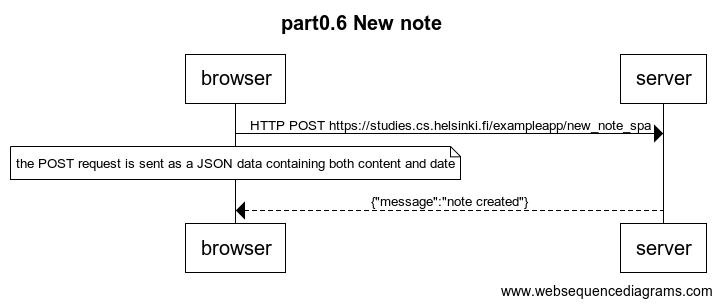 part0.6 New note
browser
server
HTTP POST https://studies.cs.helsinki.fi/exampleapp/new_note_spa
the POST request is sent as a JSON data containing both content and date
{"message":"note created"}
browser
server
www.websequencediagrams.com